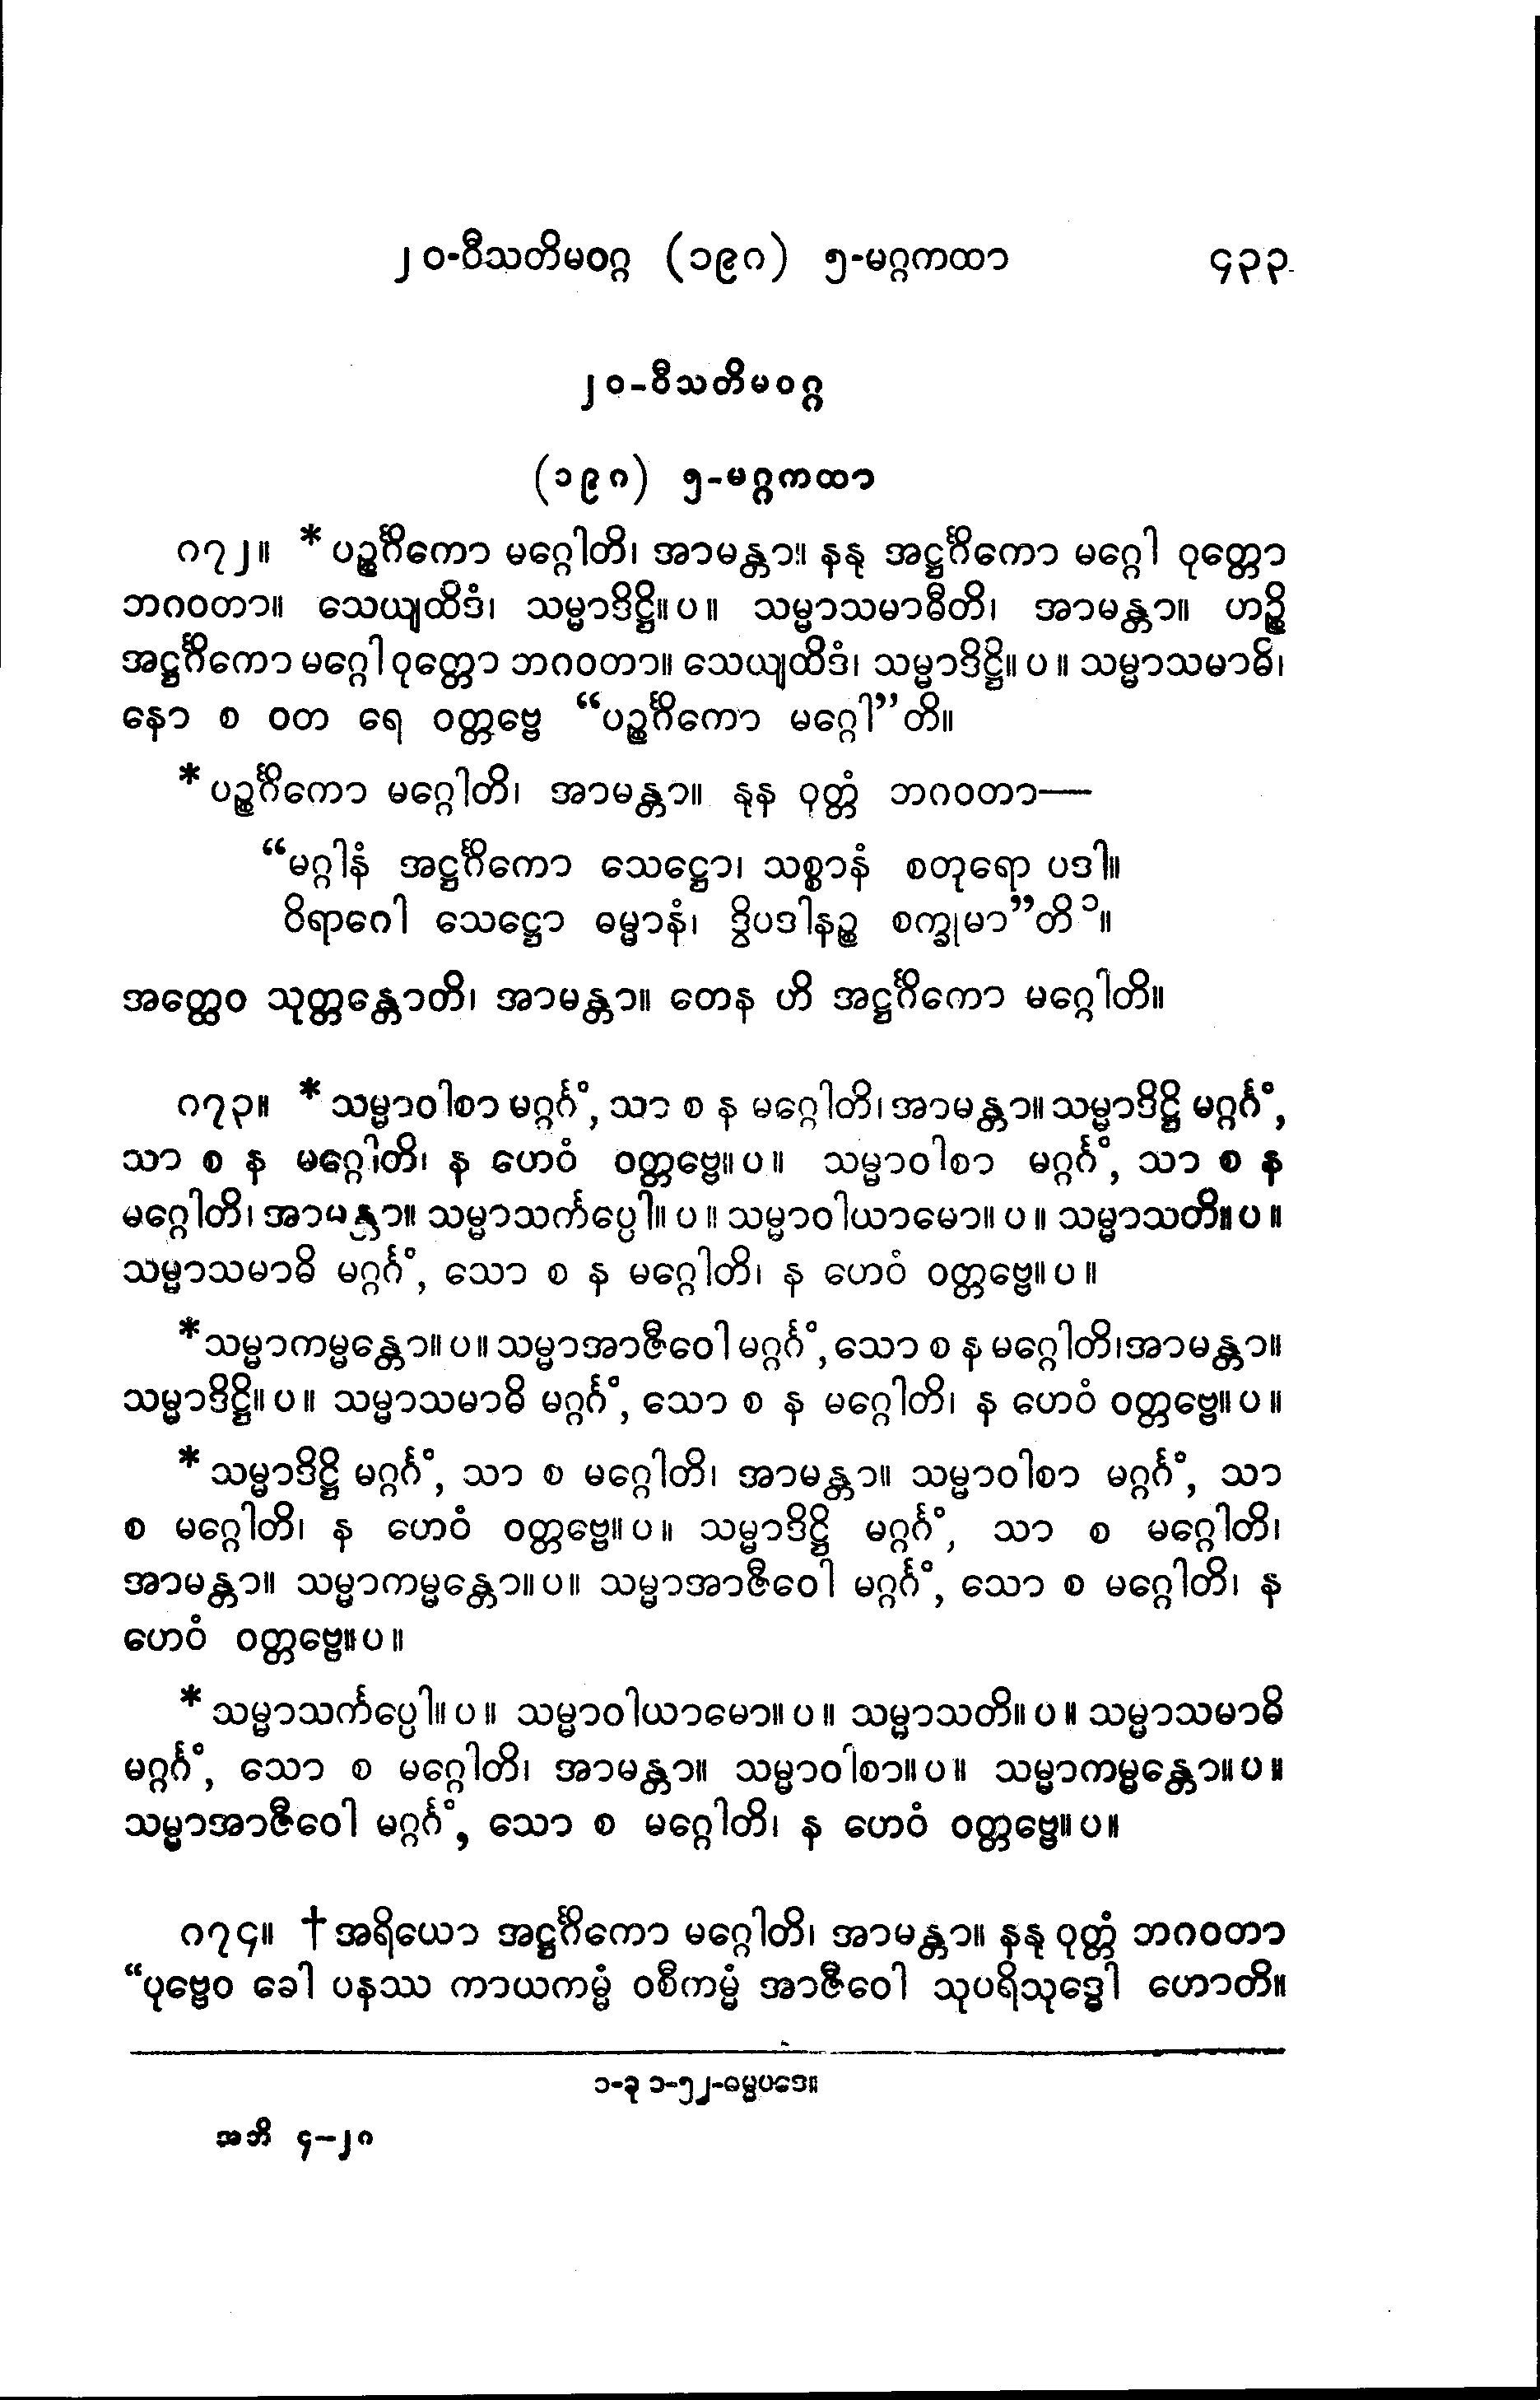 ၂၀-ဝီသတိမဝဂ္ဂ (၁၉၈) ၅-မဂ္ဂကထာ ၄၃၃
၂၀-ဝီသတိမဝဂ္ဂ
(၁၉၈) ၅-မဂ္ဂကထာ
၈၇၂။ * ပဉ္စင်္ဂိကော မဂ္ဂေါတိ၊ အာမန္တာ။ နနု အဋ္ဌင်္ဂိကော မဂ္ဂေါ ဝုတ္တော
ဘဂဝတာ။ သေယျထိဒံ၊ သမ္မာဒိဋ္ဌိ။ပ။ သမ္မာသမာဓီတိ၊ အာမန္တာ။ ဟဉ္စိ
အဋ္ဌင်္ဂိကော မဂ္ဂေါ ဝုတ္တော ဘဂဝတာ။ သေယျထိဒံ၊ သမ္မာဒိဋ္ဌိ။ပ။ သမ္မာသမာဓိ၊
နော စ ဝတ ရေ ဝတ္တဗ္ဗေ “ပဉ္စင်္ဂိကော မဂ္ဂေါ”တိ။
* ပဉ္စင်္ဂိကော မဂ္ဂေါတိ၊ အာမန္တာ။ နုန ဝုတ္တံ ဘဂဝတာ—
“မဂ္ဂါနံ အဋ္ဌင်္ဂိကော သေဋ္ဌော၊ သစ္စာနံ စတုရော ပဒါ။
ဝိရာဂေါ သေဋ္ဌော ဓမ္မာနံ၊ ဒွိပဒါနဉ္စ စက္ခုမာ”တိ၁။
အတ္ထေဝ သုတ္တန္တောတိ၊ အာမန္တာ။ တေန ဟိ အဋ္ဌင်္ဂိကော မဂ္ဂေါတိ။
၈၇၃။ * သမ္မာဝါစာ မဂ္ဂင်္ဂံ, သာ စ န မဂ္ဂေါတိ၊ အာမန္တာ။ သမ္မာဒိဋ္ဌိ မဂ္ဂင်္ဂံ,
သာ စ န မဂ္ဂေါတိ၊ န ဟေဝံ ဝတ္တဗ္ဗေ။ပ။ သမ္မာဝါစာ မဂ္ဂင်္ဂံ, သာ စ န
မဂ္ဂေါတိ၊ အာမန္တာ။ သမ္မာသင်္ကပ္ပေါ။ပ။ သမ္မာဝါယာမော။ပ။ သမ္မာသတိ။ပ။
သမ္မာသမာဓိ မဂ္ဂင်္ဂံ, သော စ န မဂ္ဂေါတိ၊ န ဟေဝံ ဝတ္တဗ္ဗေ။ပ။
* သမ္မာကမ္မန္တော။ပ။ သမ္မာအာဇီဝေါ မဂ္ဂင်္ဂံ, သော စ န မဂ္ဂေါတိ၊ အာမန္တာ။
သမ္မာဒိဋ္ဌိ။ပ။ သမ္မာသမာဓိ မဂ္ဂင်္ဂံ, သော စ န မဂ္ဂေါတိ၊ န ဟေဝံ ဝတ္တဗ္ဗေ။ပ။
* သမ္မာဒိဋ္ဌိ မဂ္ဂင်္ဂံ, သာ စ မဂ္ဂေါတိ၊ အာမန္တာ။ သမ္မာဝါစာ မဂ္ဂင်္ဂံ, သာ
စ မဂ္ဂေါတိ၊ န ဟေဝံ ဝတ္တဗ္ဗေ။ပ။ သမ္မာဒိဋ္ဌိ မဂ္ဂင်္ဂံ, သာ စ မဂ္ဂေါတိ၊
အာမန္တာ။ သမ္မာကမ္မန္တော။ပ။ သမ္မာအာဇီဝေါ မဂ္ဂင်္ဂံ, သော စ မဂ္ဂေါတိ၊ န
ဟေဝံ ဝတ္တဗ္ဗေ။ပ။
* သမ္မာသင်္ကပ္ပေါ။ပ။ သမ္မာဝါယာမော။ပ။ သမ္မာသတိ။ပ။ သမ္မာသမာဓိ
မဂ္ဂင်္ဂံ, သော စ မဂ္ဂေါတိ၊ အာမန္တာ။ သမ္မာဝါစာ။ပ။ သမ္မာကမ္မန္တော။ပ။
သမ္မာအာဇီဝေါ မဂ္ဂင်္ဂံ, သော စ မဂ္ဂေါတိ၊ န ဟေဝံ ဝတ္တဗ္ဗေ။ပ။
၈၇၄။ † အရိယော အဋ္ဌင်္ဂိကော မဂ္ဂေါတိ၊ အာမန္တာ။ နနု ဝုတ္တံ ဘဂဝတာ
“ပုဗ္ဗေဝ ခေါ ပနဿ ကာယကမ္မံ ဝစီကမ္မံ အာဇီဝေါ သုပရိသုဒ္ဓေါ ဟောတိ။
၁-ခု ၁-၅၂-ဓမ္မပဒေ။
အဘိ ၄-၂၈